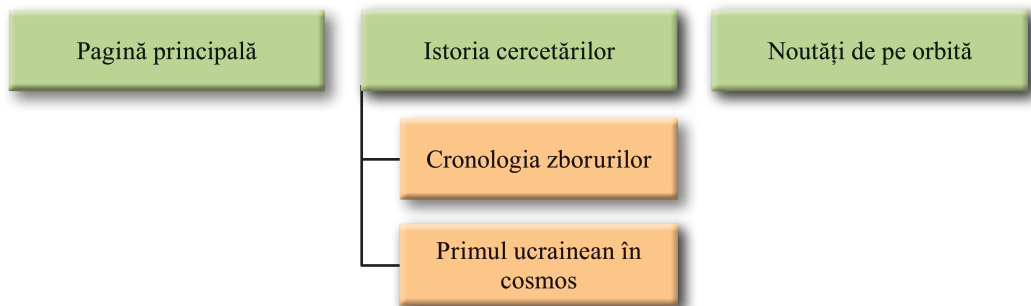 Pagină principală
Istoria cercetărilor
Noutăți de pe orbită
Cronologia zborurilor
Primul ucrainean în
cosmos